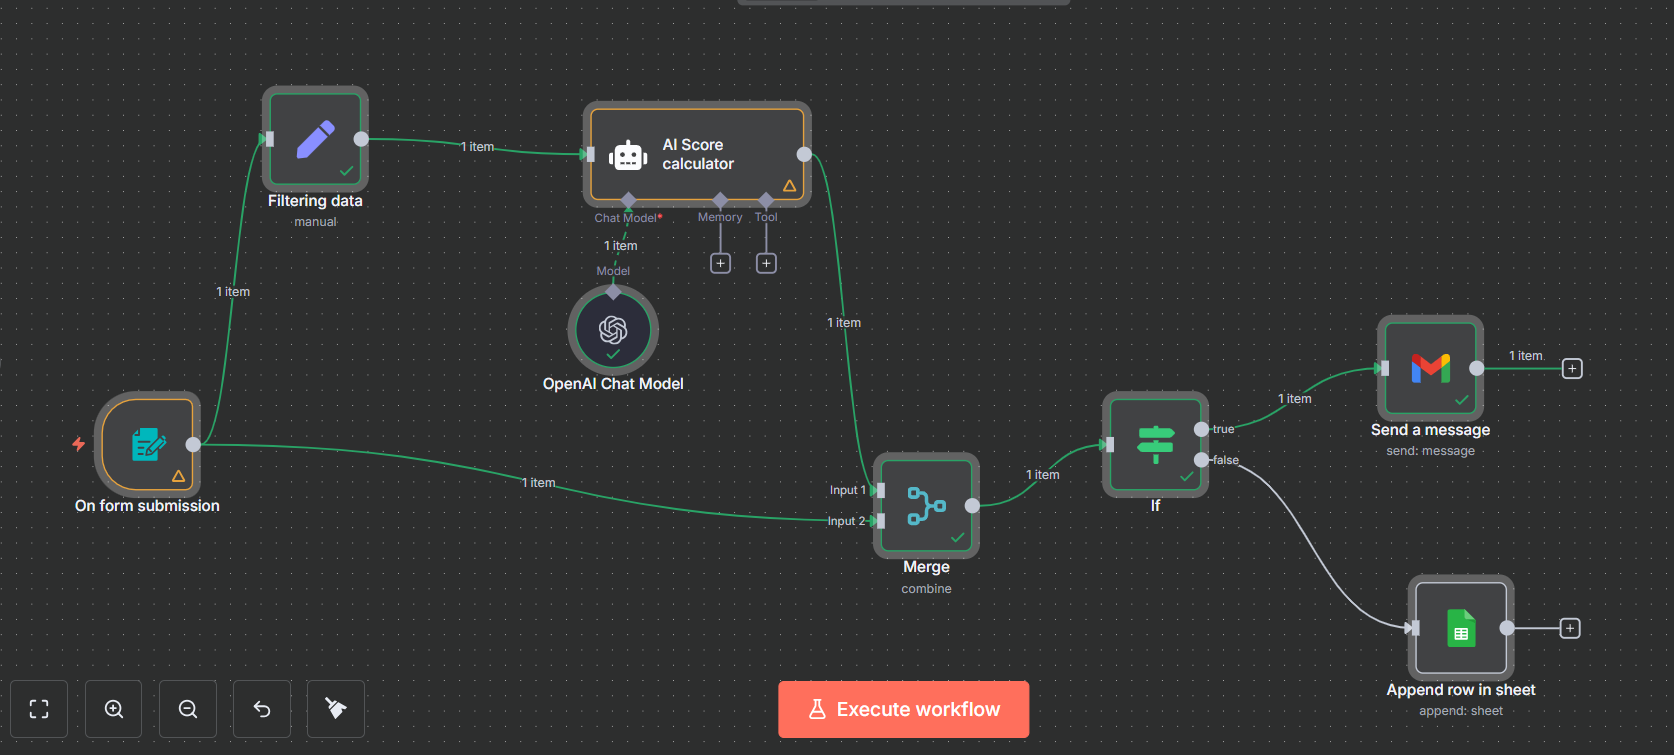 Filtering data
manual
1 item
AI Score
calculator
Chat Model*
Memory
Tool
1 item
Model
OpenAI Chat Model
1 item
1 item
On form submission
1 item
Input 1
Input 2
Merge
combine
1 item
If
true
false
1 item
Send a message
send: message
1 item
Append row in sheet
append: sheet
Execute workflow